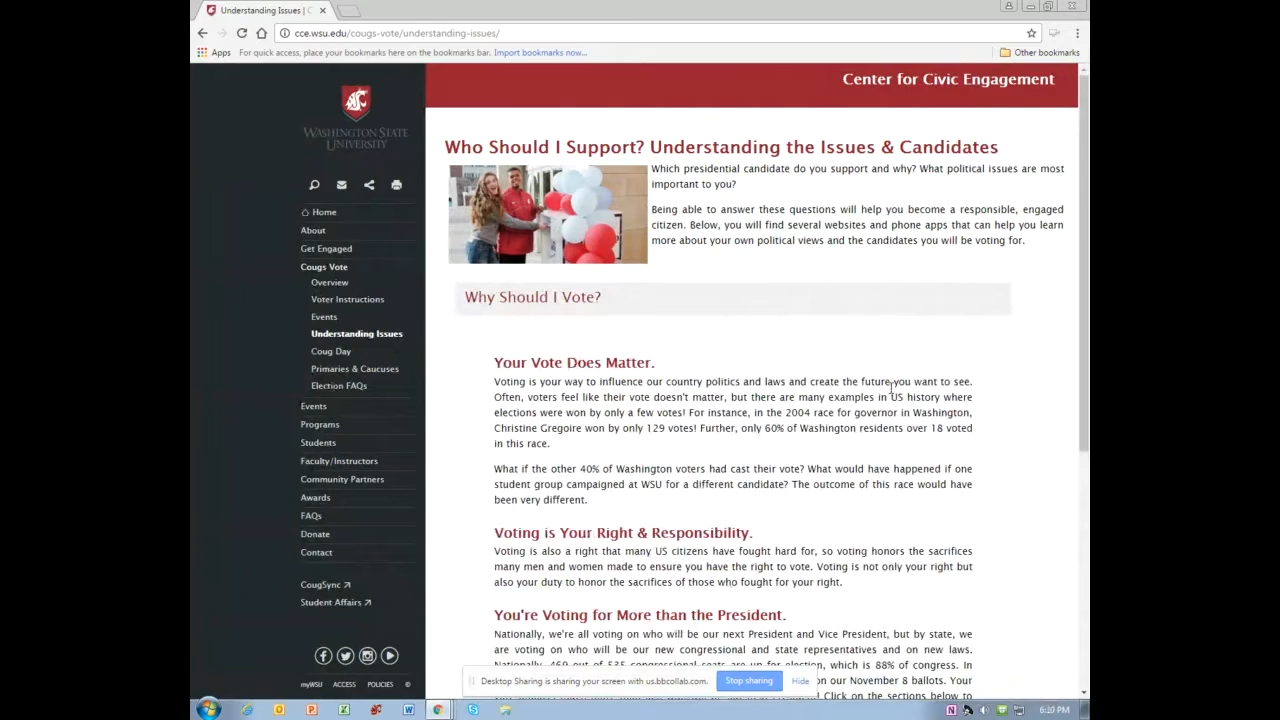 Understanding Issues | C
cce.wsu.edu/cougs-vote/understanding-issues/
Apps For quick access, place your bookmarks here on the bookmarks bar. Import bookmarks now... Other bookmarks
Center for Civic Engagement
WASHINGTON STATE
UNIVERSITY
Home
About
Get Engaged
Cougs Vote
Overview
Voter Instructions
Events
Understanding Issues
Coug Day
Primaries & Caucuses
Election FAQs
Events
Programs
Students
Faculty/Instructors
Community Partners
Awards
FAQs
Donate
Contact
CougSync
Student Affairs
myWSU ACCESS POLICIES ©
Who Should I Support? Understanding the Issues & Candidates
Which presidential candidate do you support and why? What political issues are most
important to you?
Being able to answer these questions will help you become a responsible, engaged
citizen. Below, you will find several websites and phone apps that can help you learn
more about your own political views and the candidates you will be voting for.
Why Should I Vote?
Your Vote Does Matter.
Voting is your way to influence our country politics and laws and create the future you want to see.
Often, voters feel like their vote doesn't matter, but there are many examples in US history where
elections were won by only a few votes! For instance, in the 2004 race for governor in Washington,
Christine Gregoire won by only 129 votes! Further, only 60% of Washington residents over 18 voted
in this race.
What if the other 40% of Washington voters had cast their vote? What would have happened if one
student group campaigned at WSU for a different candidate? The outcome of this race would have
been very different.
Voting is Your Right & Responsibility.
Voting is also a right that many US citizens have fought hard for, so voting honors the sacrifices
many men and women made to ensure you have the right to vote. Voting is not only your right but
also your duty to honor the sacrifices of those who fought for your right.
You're Voting for More than the President.
Nationally, we're all voting on who will be our next President and Vice President, but by state, we
are voting on who will be our new congressional and state representatives and on new laws.
Nationally, 469 out of 535 congressional seats are up for election, which is 88% of congress. In
on our November 8 ballots. Your
Click on the sections below to
Desktop Sharing is sharing your screen with us.bbcollab.com. Stop sharing Hide
6:20 PM